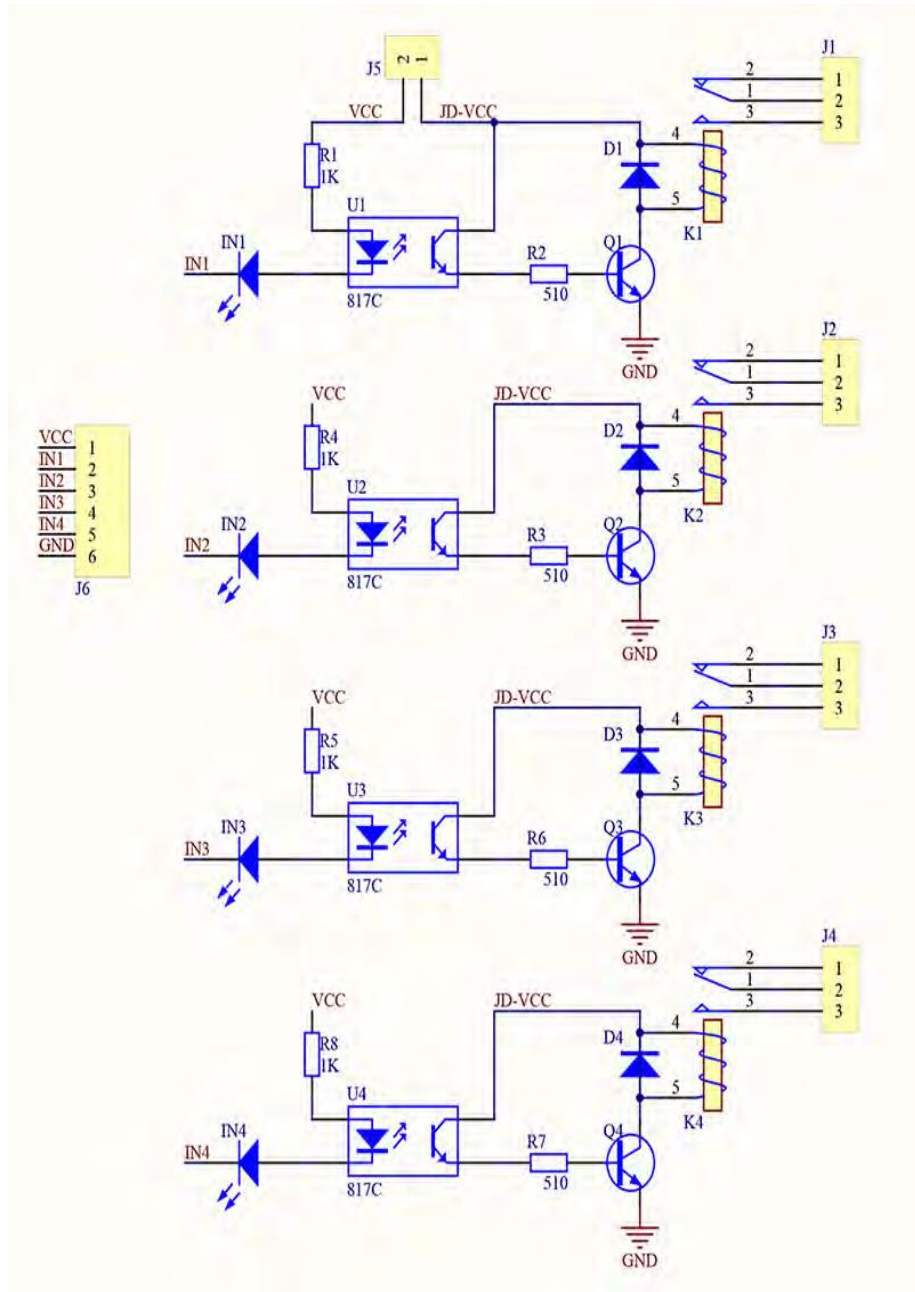 J5
2 1
VCC
JD-VCC
R1
1K
U1
IN1
IN1
817C
R2
510
D1
Q1
GND
4
5
K1
J1
2 1
1 2
3 3
VCC
R4
1K
U2
IN2
IN2
817C
JD-VCC
R3
510
D2
Q2
GND
4
5
K2
J2
2 1
1 2
3 3
VCC 1
IN1 2
IN2 3
IN3 4
IN4 5
GND 6
J6
VCC
R5
1K
U3
IN3
IN3
817C
JD-VCC
R6
510
D3
Q3
GND
4
5
K3
J3
2 1
1 2
3 3
VCC
R8
1K
U4
IN4
IN4
817C
JD-VCC
R7
510
D4
Q4
GND
4
5
K4
J4
2 1
1 2
3 3